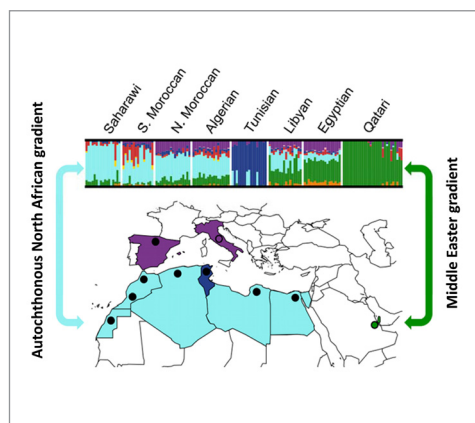 Saharawi
S. Moroccan
N. Moroccan
Algerian
Tunisian
Libyan
Egyptian
Qatari
Autochthonous North African gradient
Middle Easter gradient